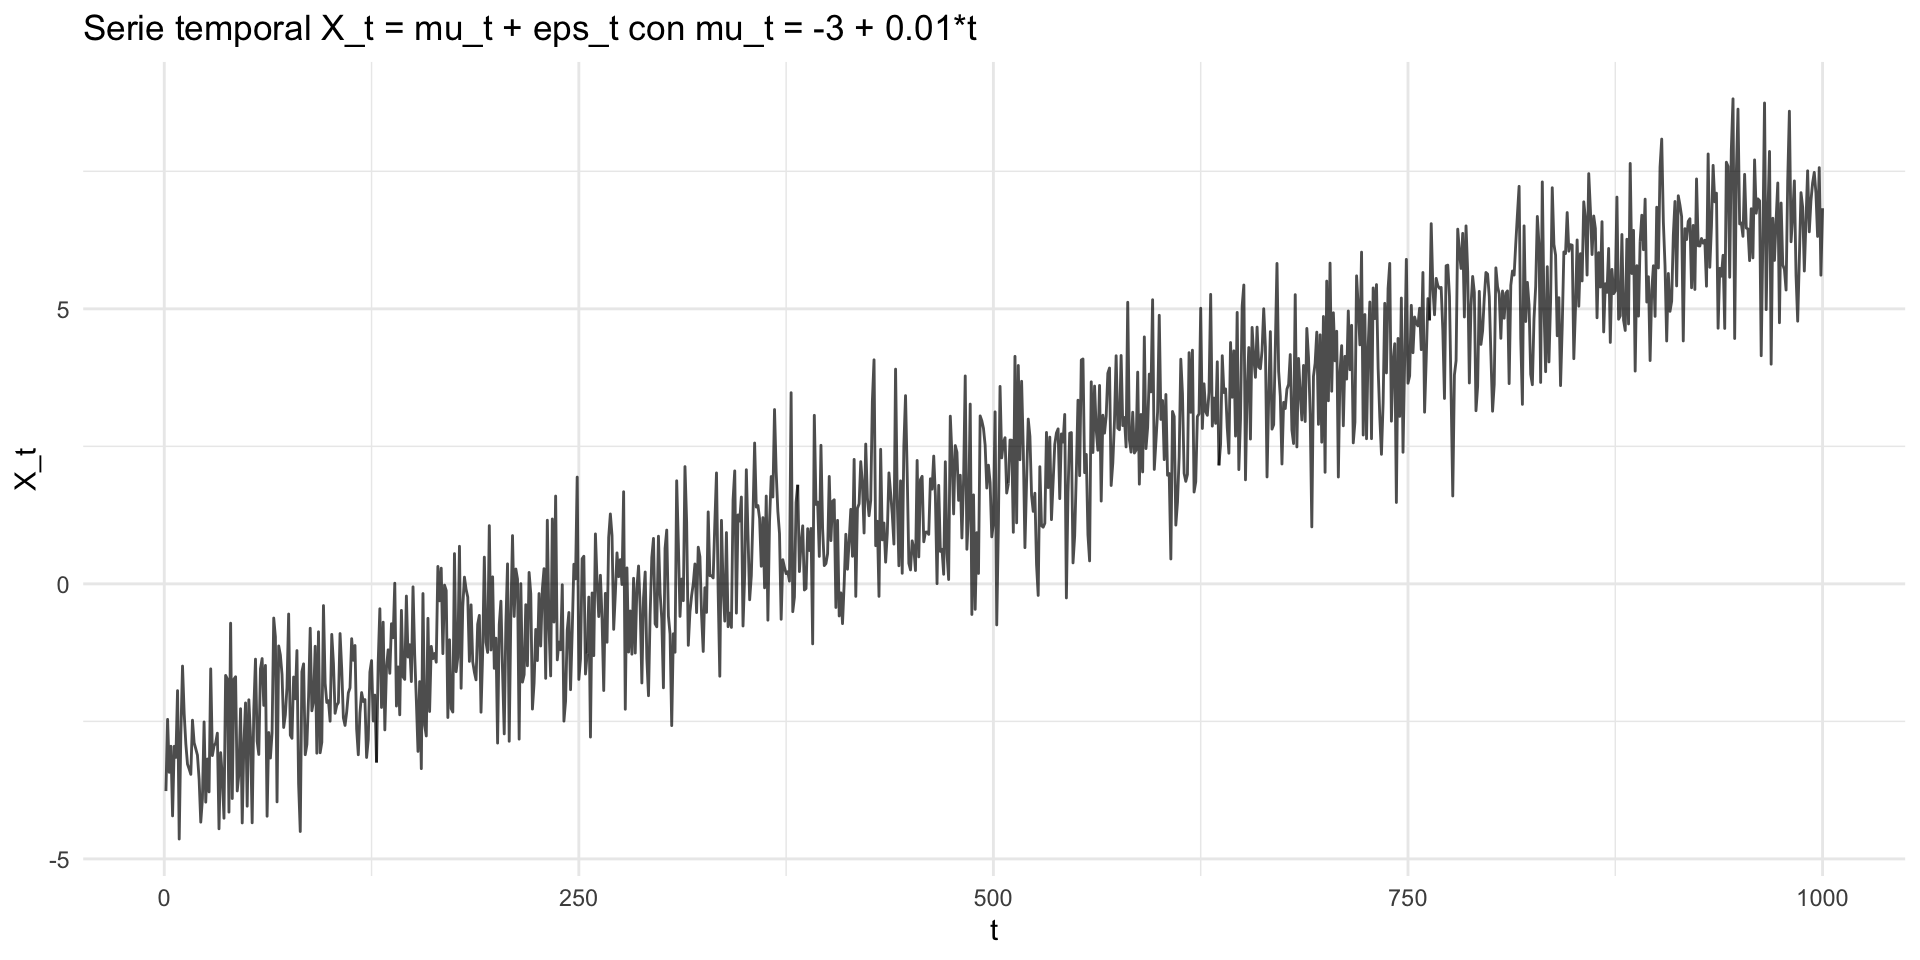 Serie temporal X_t = mu_t + eps_t con mu_t = -3 + 0.01*t
X_t
5
0
-5
0 250 500 750 1000
t